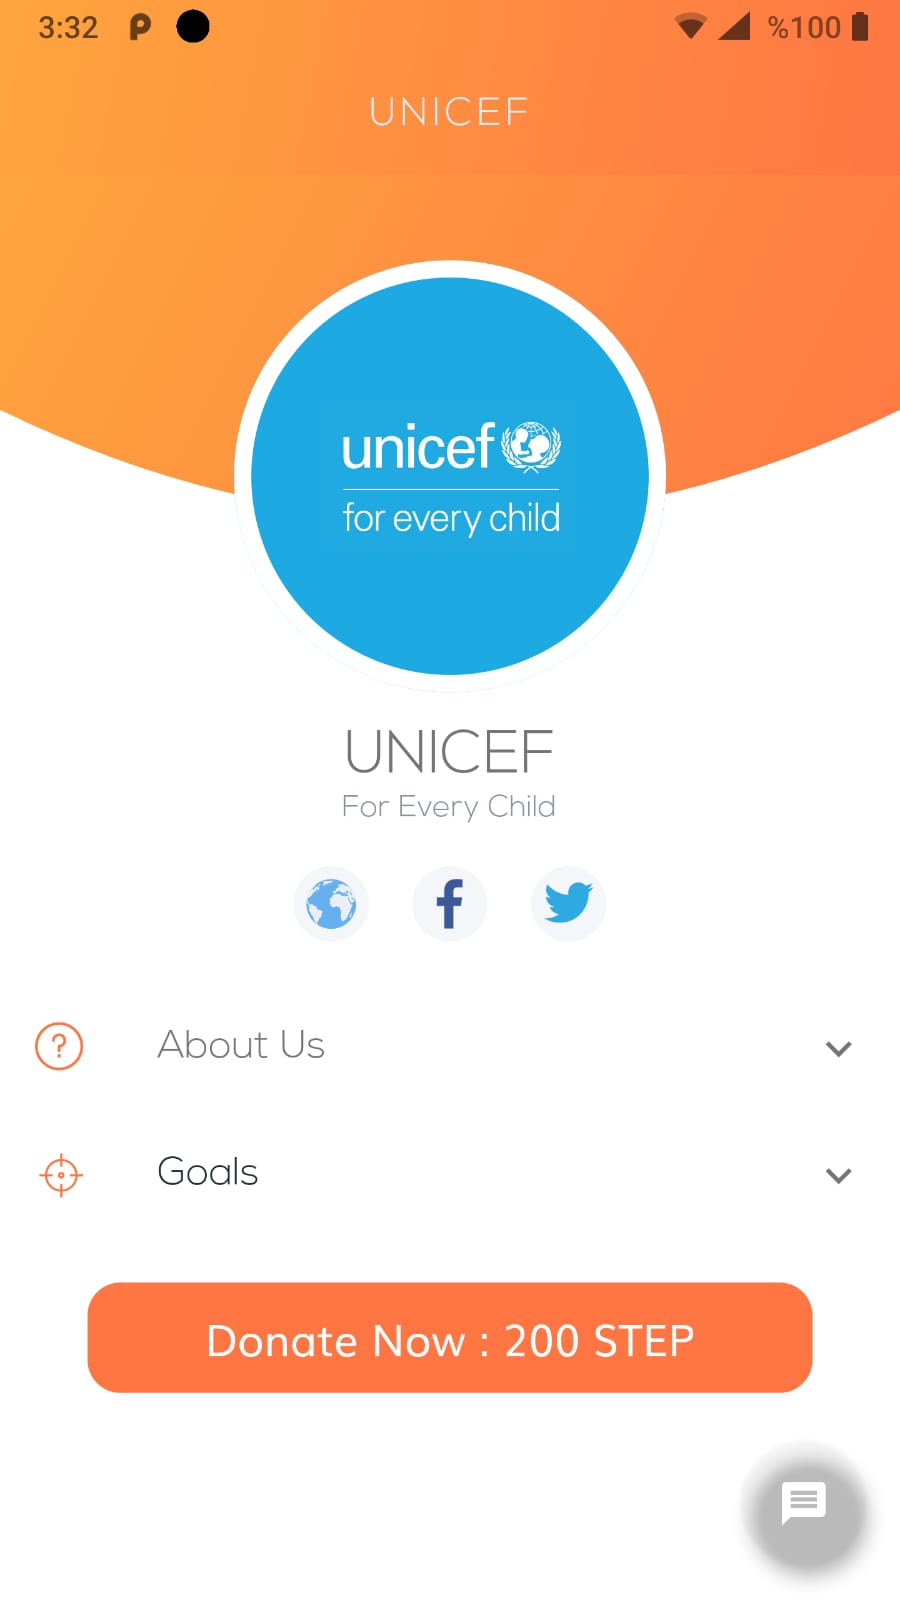 3:32
%100
UNICEF
unicef
for every child
UNICEF
For Every Child
About Us
Goals
Donate Now : 200 STEP